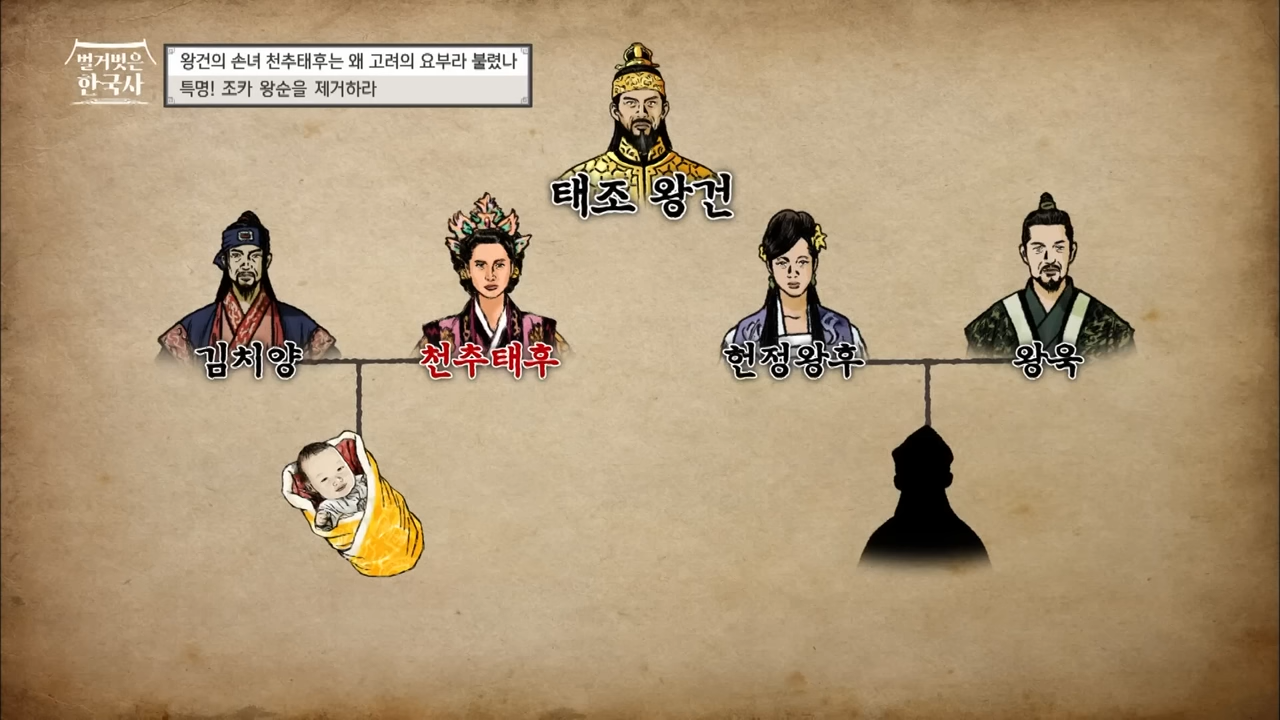 벌거벗은
한국사
왕건의 손녀 천추태후는 왜 고려의 요부라 불렸나
특명! 조카 왕순을 제거하라
태조 왕건
김치양
천추태후
헌정왕후
왕욱